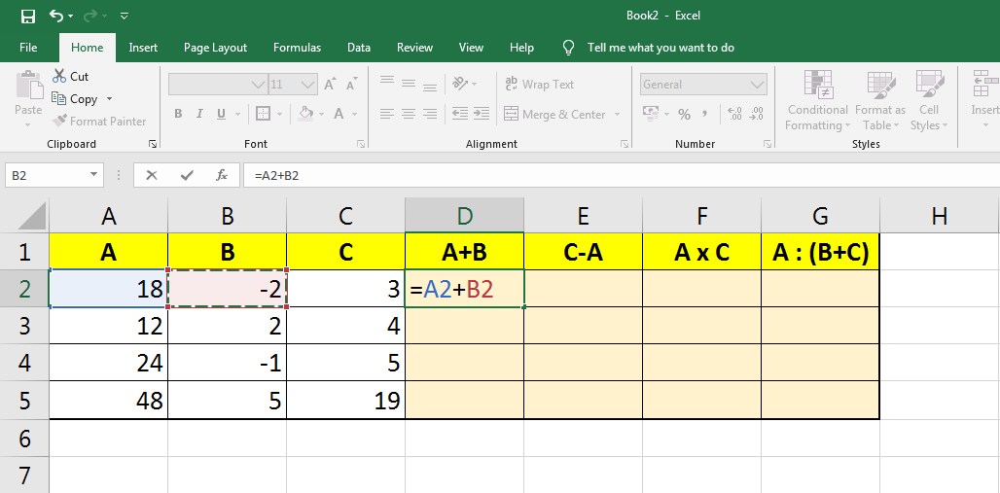 Book2 - Excel
File Home Insert Page Layout Formulas Data Review View Help Tell me what you want to do
Paste
Cut
Copy
Format Painter
Clipboard
11
B I U A
Font
ab
Wrap Text
Merge & Center
Alignment
General
% ,
.00
.0
Number
Conditional Formatting
Format as Table
Cell Styles
Styles
Insert
B2 fx =A2+B2
A B C D E F G H
1 A B C A+B C-A A x C A : (B+C)
2 18 -2 3 =A2+B2
3 12 2 4
4 24 -1 5
5 48 5 19
6
7